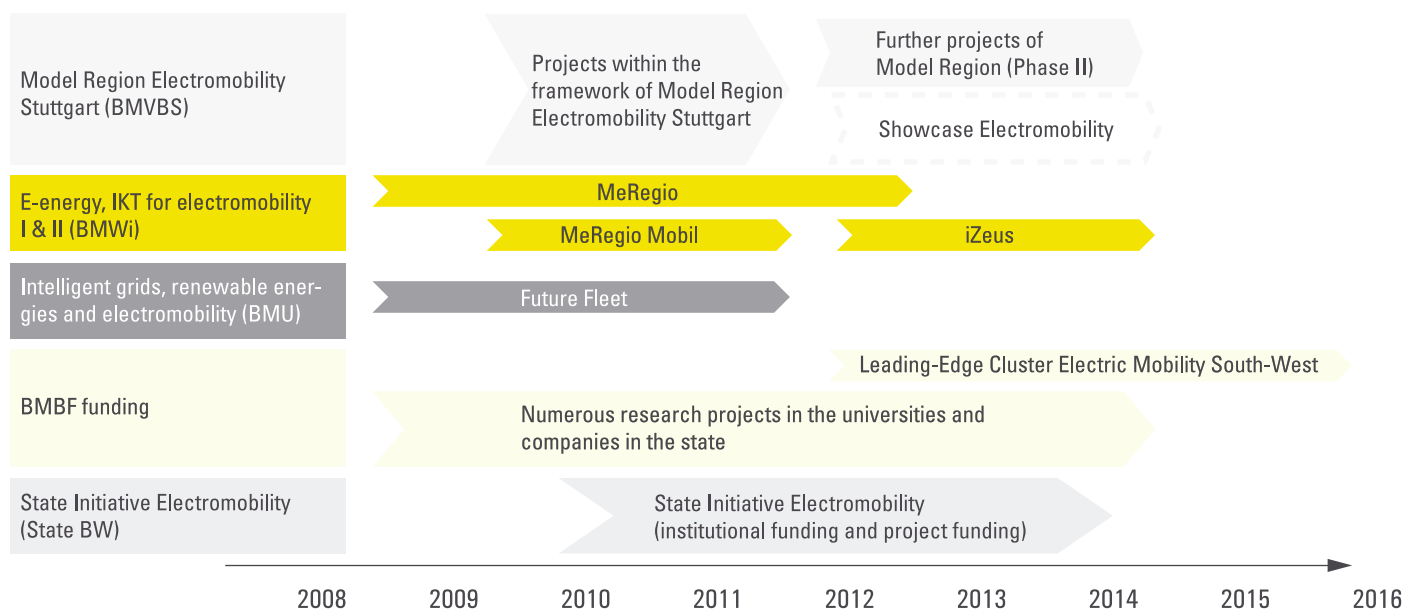 Model Region Electromobility
Stuttgart (BMVBS)
Projects within the
framework of Model Region
Electromobility Stuttgart
Further projects of
Model Region (Phase II)
Showcase Electromobility
E-energy, IKT for electromobility
I & II (BMWi)
MeRegio
MeRegio Mobil
iZeus
Intelligent grids, renewable ener-
gies and electromobility (BMU)
Future Fleet
BMBF funding
Leading-Edge Cluster Electric Mobility South-West
Numerous research projects in the universities and
companies in the state
State Initiative Electromobility
(State BW)
State Initiative Electromobility
(institutional funding and project funding)
2008 2009 2010 2011 2012 2013 2014 2015 2016